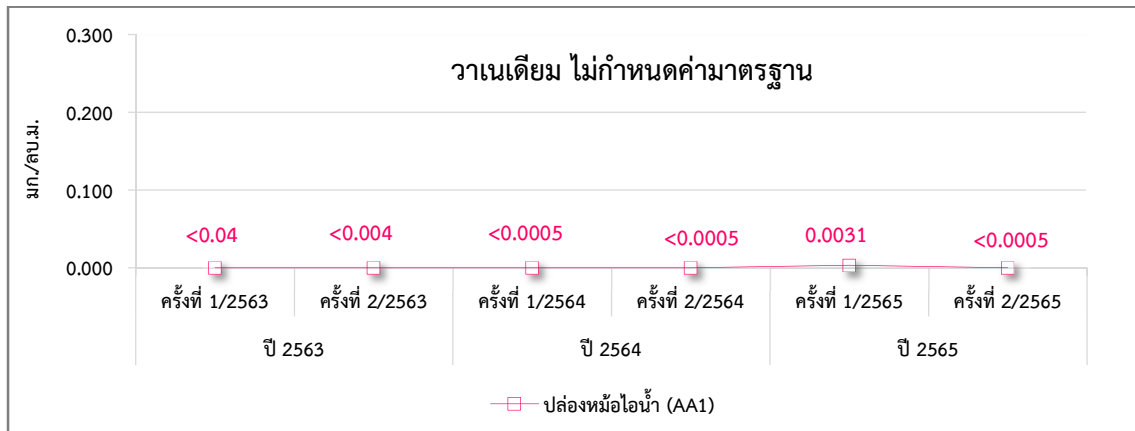 วาเนเดียม ไม่กำหนดค่ามาตรฐาน
มก./ลบ.ม.
0.300
0.200
0.100
0.000
<0.04 <0.004 <0.0005 <0.0005 0.0031 <0.0005
ครั้งที่ 1/2563 ครั้งที่ 2/2563 ครั้งที่ 1/2564 ครั้งที่ 2/2564 ครั้งที่ 1/2565 ครั้งที่ 2/2565
ปี 2563 ปี 2564 ปี 2565
ปล่องหม้อไอน้ำ (AA1)